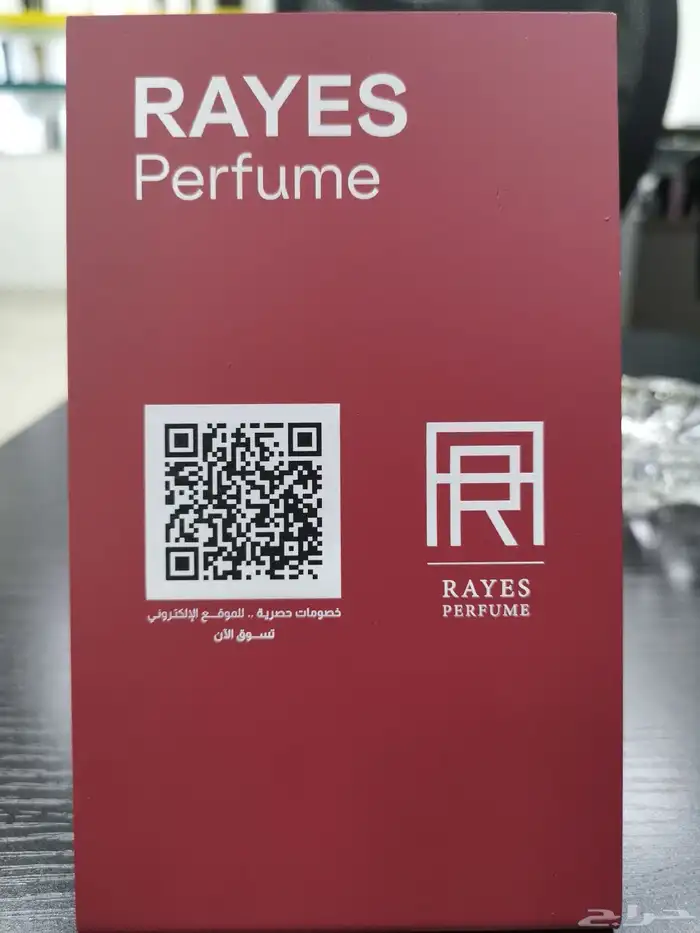 RAYES
Perfume
خصومات حصرية .. للموقع الإلكتروني
تسوق الآن
RAYES
PERFUME
حراج